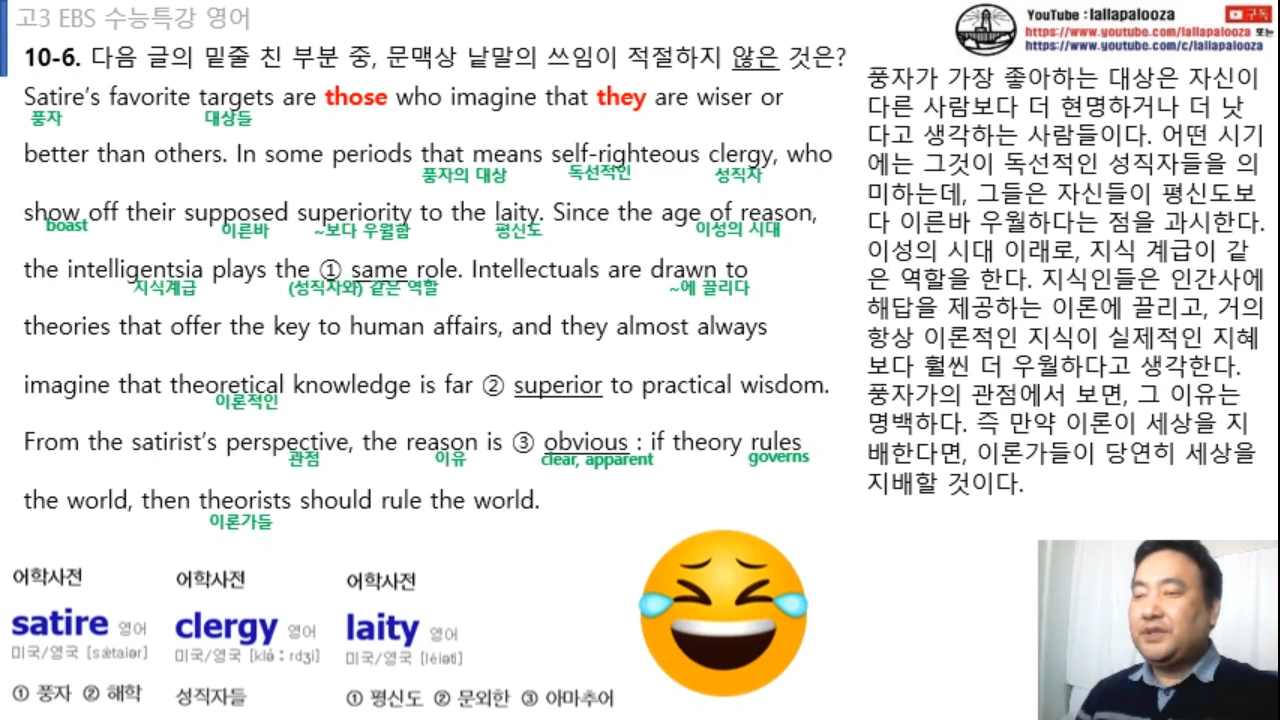 고3 EBS 수능특강 영어
YouTube : lallapalooza
구독
https://www.youtube.com/lallapalooza 또는
https://www.youtube.com/c/lallapalooza
10-6. 다음 글의 밑줄 친 부분 중, 문맥상 낱말의 쓰임이 적절하지 않은 것은?
Satire's favorite targets are those who imagine that they are wiser or
풍자 대상들
better than others. In some periods that means self-righteous clergy, who
풍자의 대상 독선적인 성직자
show off their supposed superiority to the laity. Since the age of reason,
boast 이른바 ~보다 우월함 평신도 이성의 시대
the intelligentsia plays the ① same role. Intellectuals are drawn to
지식계급 (성직자와) 같은 역할 ~에 끌리다
theories that offer the key to human affairs, and they almost always
imagine that theoretical knowledge is far ② superior to practical wisdom.
이론적인
From the satirist's perspective, the reason is ③ obvious : if theory rules
관점 이유 clear, apparent governs
the world, then theorists should rule the world.
이론가들
풍자가 가장 좋아하는 대상은 자신이
다른 사람보다 더 현명하거나 더 낫
다고 생각하는 사람들이다. 어떤 시기
에는 그것이 독선적인 성직자들을 의
미하는데, 그들은 자신들이 평신도보
다 이른바 우월하다는 점을 과시한다.
이성의 시대 이래로, 지식 계급이 같
은 역할을 한다. 지식인들은 인간사에
해답을 제공하는 이론에 끌리고, 거의
항상 이론적인 지식이 실제적인 지혜
보다 훨씬 더 우월하다고 생각한다.
풍자가의 관점에서 보면, 그 이유는
명백하다. 즉 만약 이론이 세상을 지
배한다면, 이론가들이 당연히 세상을
지배할 것이다.
어학사전 어학사전 어학사전
satire 영어 clergy 영어 laity 영어
미국/영국 [sǽtaiər] 미국/영국 [klə́ːrdʒi] 미국/영국 [léiəti]
① 풍자 ② 해학 성직자들 ① 평신도 ② 문외한 ③ 아마추어